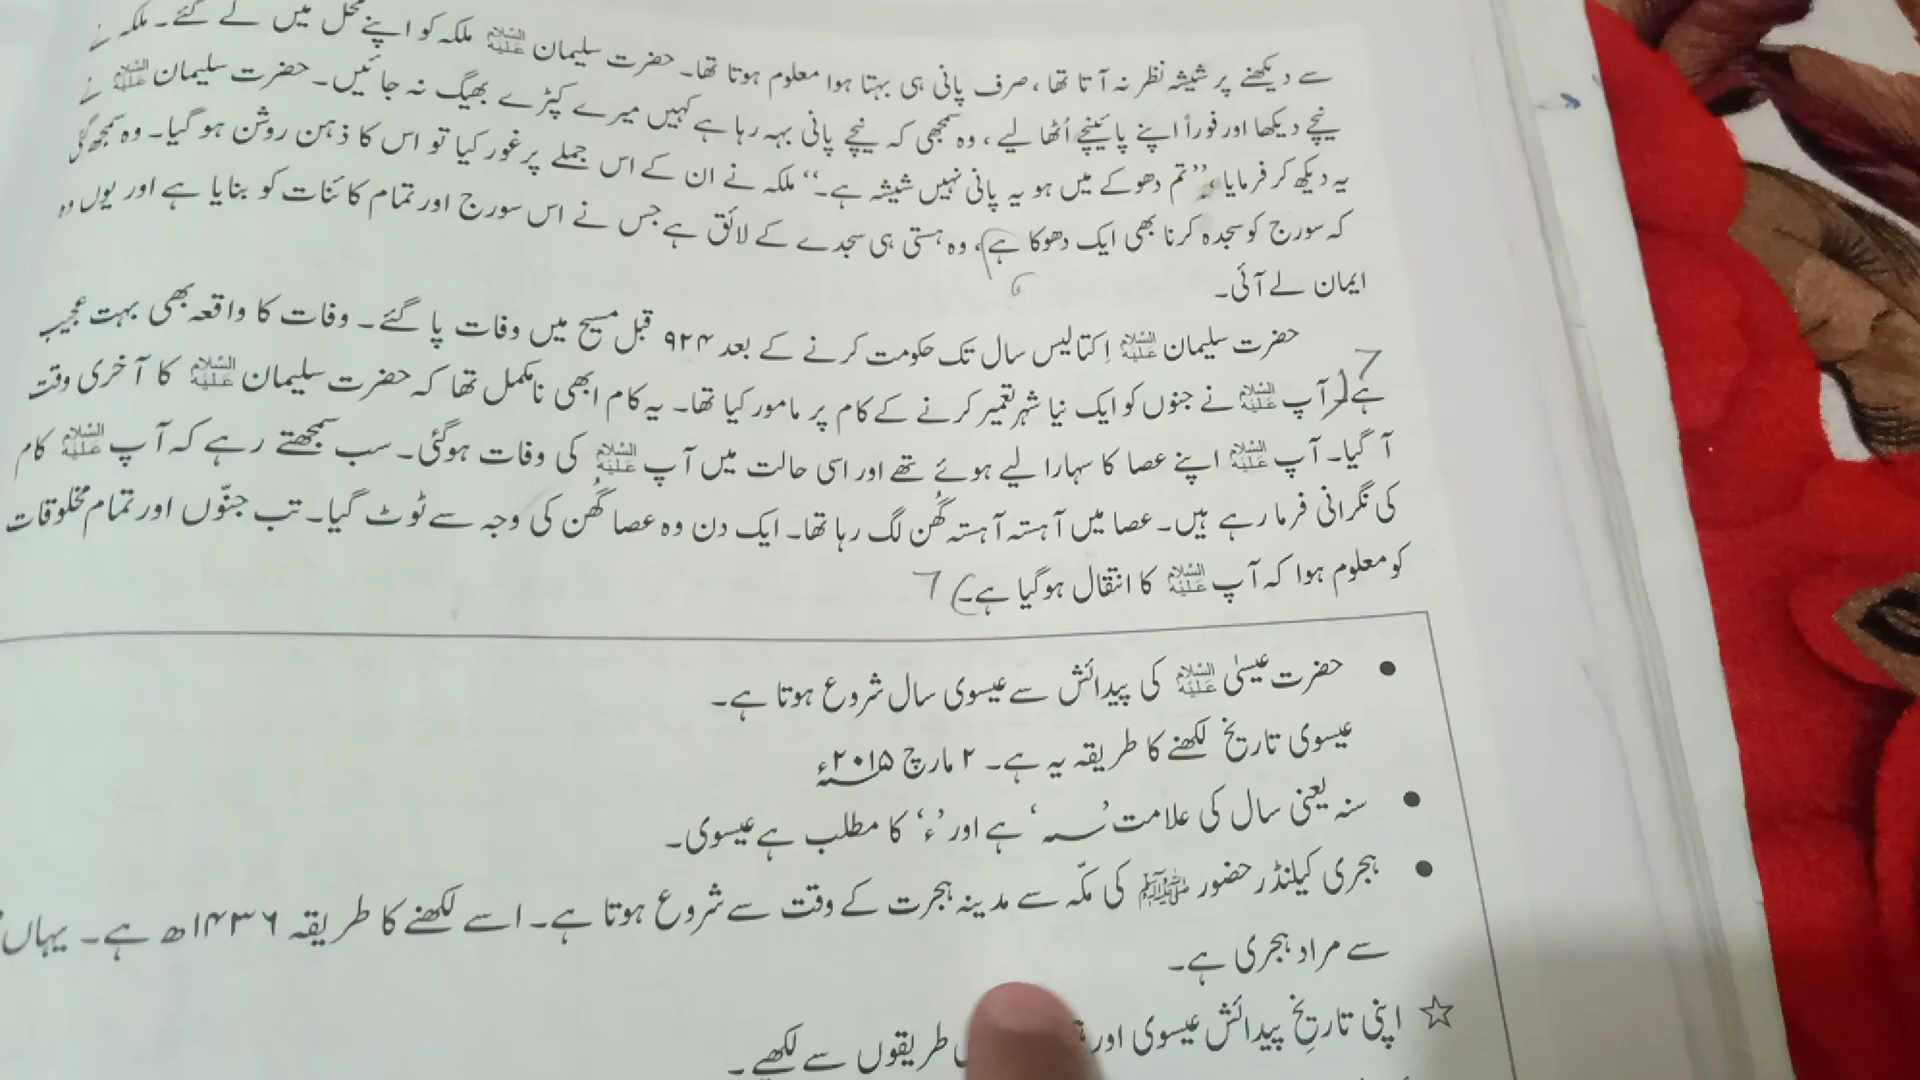 سے دیکھنے پر شیشہ نظر نہ آتا تھا، صرف پانی ہی بہتا ہوا معلوم ہوتا تھا۔ حضرت سلیمان علیہ السلام ملکہ کو اپنے محل میں لے گئے۔ ملکہ نے
نیچے دیکھا اور فوراً اپنے پائینچے اُٹھا لیے، وہ سمجھی کہ نیچے پانی بہہ رہا ہے کہیں میرے کپڑے بھیگ نہ جائیں۔ حضرت سلیمان علیہ السلام نے
یہ دیکھ کر فرمایا، ”تم دھوکے میں ہو یہ پانی نہیں شیشہ ہے۔“ ملکہ نے ان کے اس جملے پر غور کیا تو اس کا ذہن روشن ہو گیا۔ وہ سمجھ گئی
کہ سورج کو سجدہ کرنا بھی ایک دھوکا ہے، وہ ہستی ہی سجدے کے لائق ہے جس نے اس سورج اور تمام کائنات کو بنایا ہے اور یوں وہ
ایمان لے آئی۔
حضرت سلیمان علیہ السلام اِکتالیس سال تک حکومت کرنے کے بعد ۹۲۴ قبل مسیح میں وفات پا گئے۔ وفات کا واقعہ بھی بہت عجیب
ہے۔ آپ علیہ السلام نے جنوں کو ایک نیا شہر تعمیر کرنے کے کام پر مامور کیا تھا۔ یہ کام ابھی نامکمل تھا کہ حضرت سلیمان علیہ السلام کا آخری وقت
آ گیا۔ آپ علیہ السلام اپنے عصا کا سہارا لیے ہوئے تھے اور اسی حالت میں آپ علیہ السلام کی وفات ہوگئی۔ سب سمجھتے رہے کہ آپ علیہ السلام کام
کی نگرانی فرما رہے ہیں۔ عصا میں آہستہ آہستہ گھُن لگ رہا تھا۔ ایک دن وہ عصا گھُن کی وجہ سے ٹوٹ گیا۔ تب جنّوں اور تمام مخلوقات
کو معلوم ہوا کہ آپ علیہ السلام کا انتقال ہوگیا ہے۔) 7
● حضرت عیسیٰ علیہ السلام کی پیدائش سے عیسوی سال شروع ہوتا ہے۔
عیسوی تاریخ لکھنے کا طریقہ یہ ہے۔ ۲ مارچ ؁۲۰۱۵ء
● سنہ یعنی سال کی علامت ’؁‘ ہے اور ’ء‘ کا مطلب ہے عیسوی۔
● ہجری کیلنڈر حضور ﷺ کی مکّہ سے مدینہ ہجرت کے وقت سے شروع ہوتا ہے۔ اسے لکھنے کا طریقہ ۱۴۳۶ھ ہے۔ یہاں
سے مراد ہجری ہے۔
☆ اپنی تاریخِ پیدائش عیسوی اور
طریقوں سے لکھیے۔